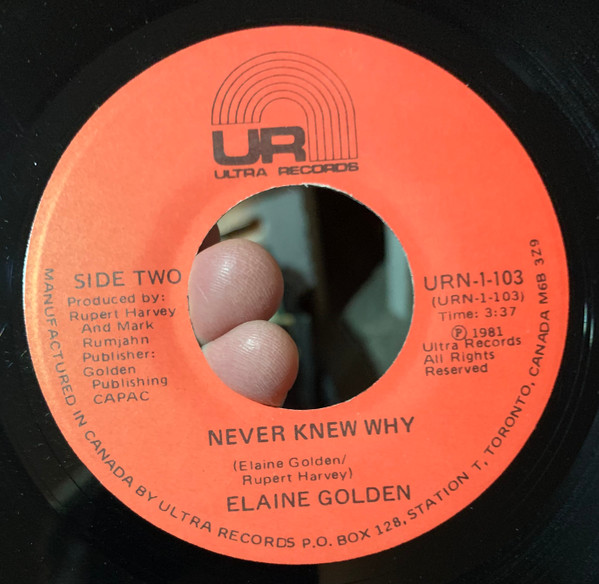 UR
ULTRA RECORDS
SIDE TWO
Produced by:
Rupert Harvey
And Mark
Rumjahn
Publisher:
Golden
Publishing
CAPAC
URN-1-103
(URN-1-103)
Time: 3:37
Ⓟ 1981
Ultra Records
All Rights
Reserved
NEVER KNEW WHY
(Elaine Golden/
Rupert Harvey)
ELAINE GOLDEN
MANUFACTURED IN CANADA BY ULTRA RECORDS P.O. BOX 128, STATION T, TORONTO, CANADA M6B 3Z9